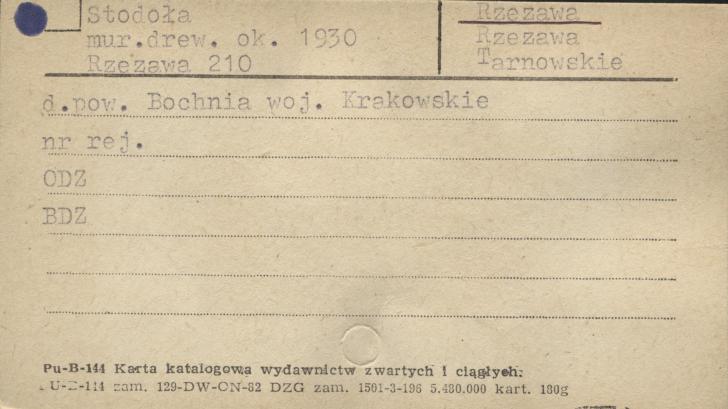 Stodoła
mur.drew. ok. 1930
Rzezawa 210
Rzezawa
Rzezawa
Tarnowskie
d.pow. Bochnia woj. Krakowskie
nr rej.
ODZ
BDZ
Pu-B-144 Karta katalogowa wydawnictw zwartych i ciągłych.
U-B-144 zam. 129-DW-ON-82 DZG zam. 1501-3-196 5.480.000 kart. 180g